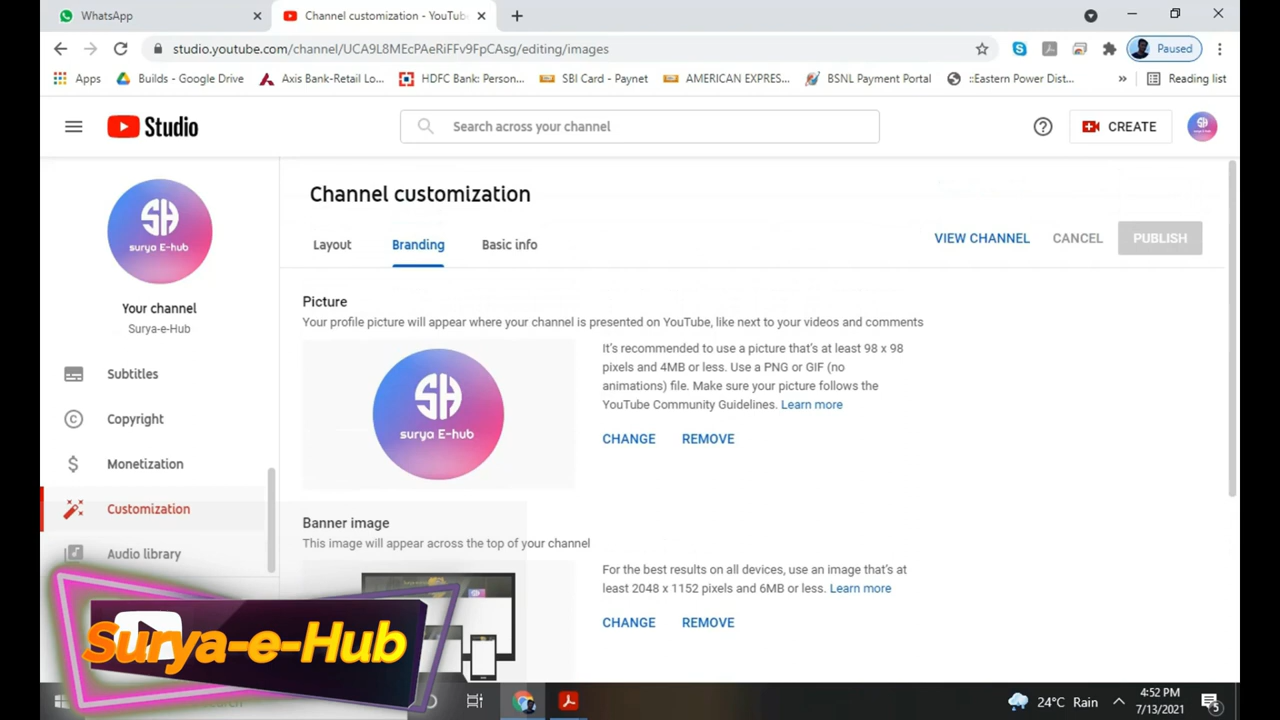 WhatsApp
Channel customization - YouTub
studio.youtube.com/channel/UCA9L8MEcPAeRiFFv9FpCAsg/editing/images
Paused
Apps
Builds - Google Drive
Axis Bank-Retail Lo...
HDFC Bank: Person...
SBI Card - Paynet
AMERICAN EXPRES...
BSNL Payment Portal
::Eastern Power Dist...
»
Reading list
Studio
Search across your channel
CREATE
SH
surya E-hub
Your channel
Surya-e-Hub
Subtitles
Copyright
Monetization
Customization
Audio library
Channel customization
Layout
Branding
Basic info
VIEW CHANNEL
CANCEL
PUBLISH
Picture
Your profile picture will appear where your channel is presented on YouTube, like next to your videos and comments
SH
surya E-hub
It's recommended to use a picture that's at least 98 x 98
pixels and 4MB or less. Use a PNG or GIF (no
animations) file. Make sure your picture follows the
YouTube Community Guidelines. Learn more
CHANGE
REMOVE
Banner image
This image will appear across the top of your channel
For the best results on all devices, use an image that's at
least 2048 x 1152 pixels and 6MB or less. Learn more
CHANGE
REMOVE
Surya-e-Hub
24°C Rain
4:52 PM
7/13/2021
5